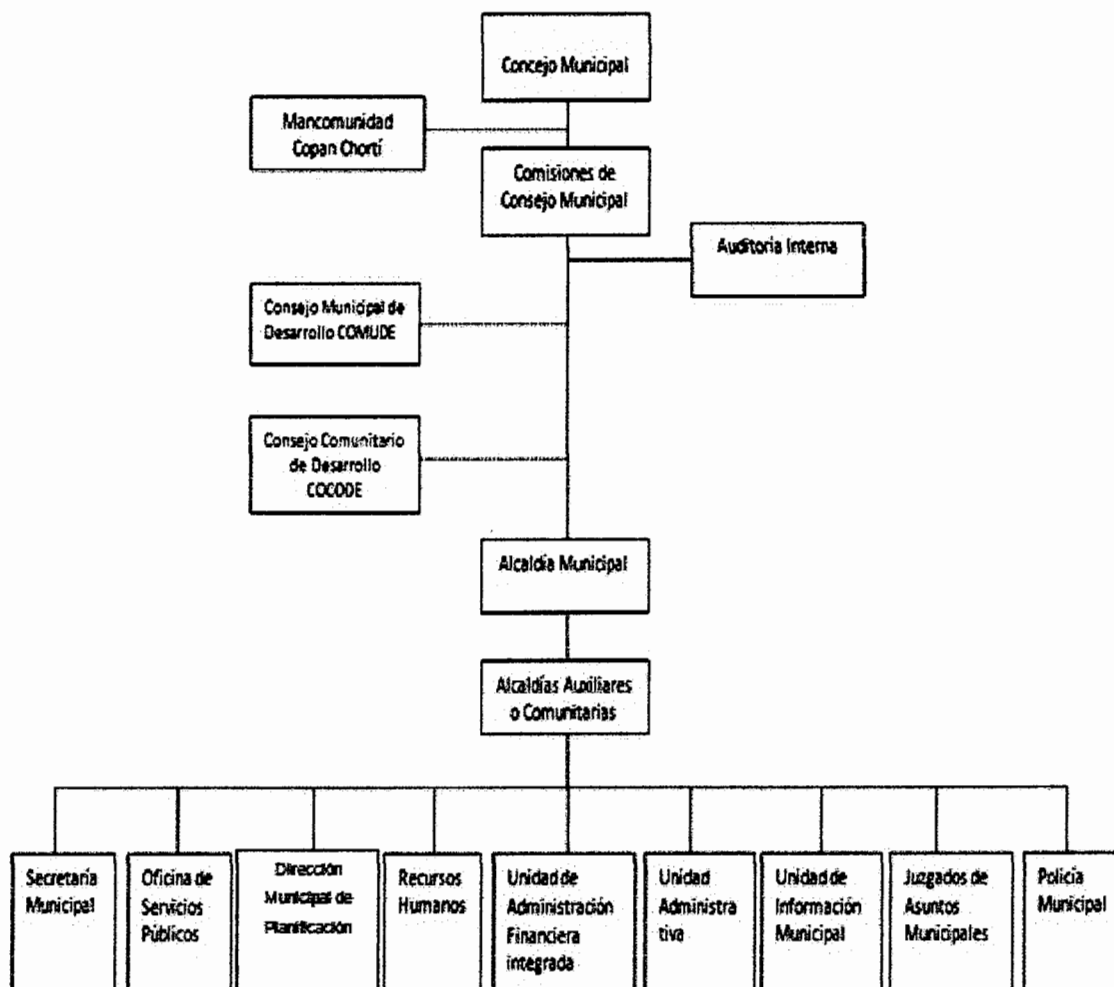 Concejo Municipal
Mancomunidad
Copan Chortí
Comisiones de
Consejo Municipal
Auditoria Interna
Consejo Municipal de
Desarrollo COMUDE
Consejo Comunitario
de Desarrollo
COCODE
Alcaldía Municipal
Alcaldías Auxiliares
o Comunitarias
Secretaría
Municipal
Oficina de
Servicios
Públicos
Dirección
Municipal de
Planificación
Recursos
Humanos
Unidad de
Administración
Financiera
integrada
Unidad
Administra
tiva
Unidad de
Información
Municipal
Juzgados de
Asuntos
Municipales
Policía
Municipal